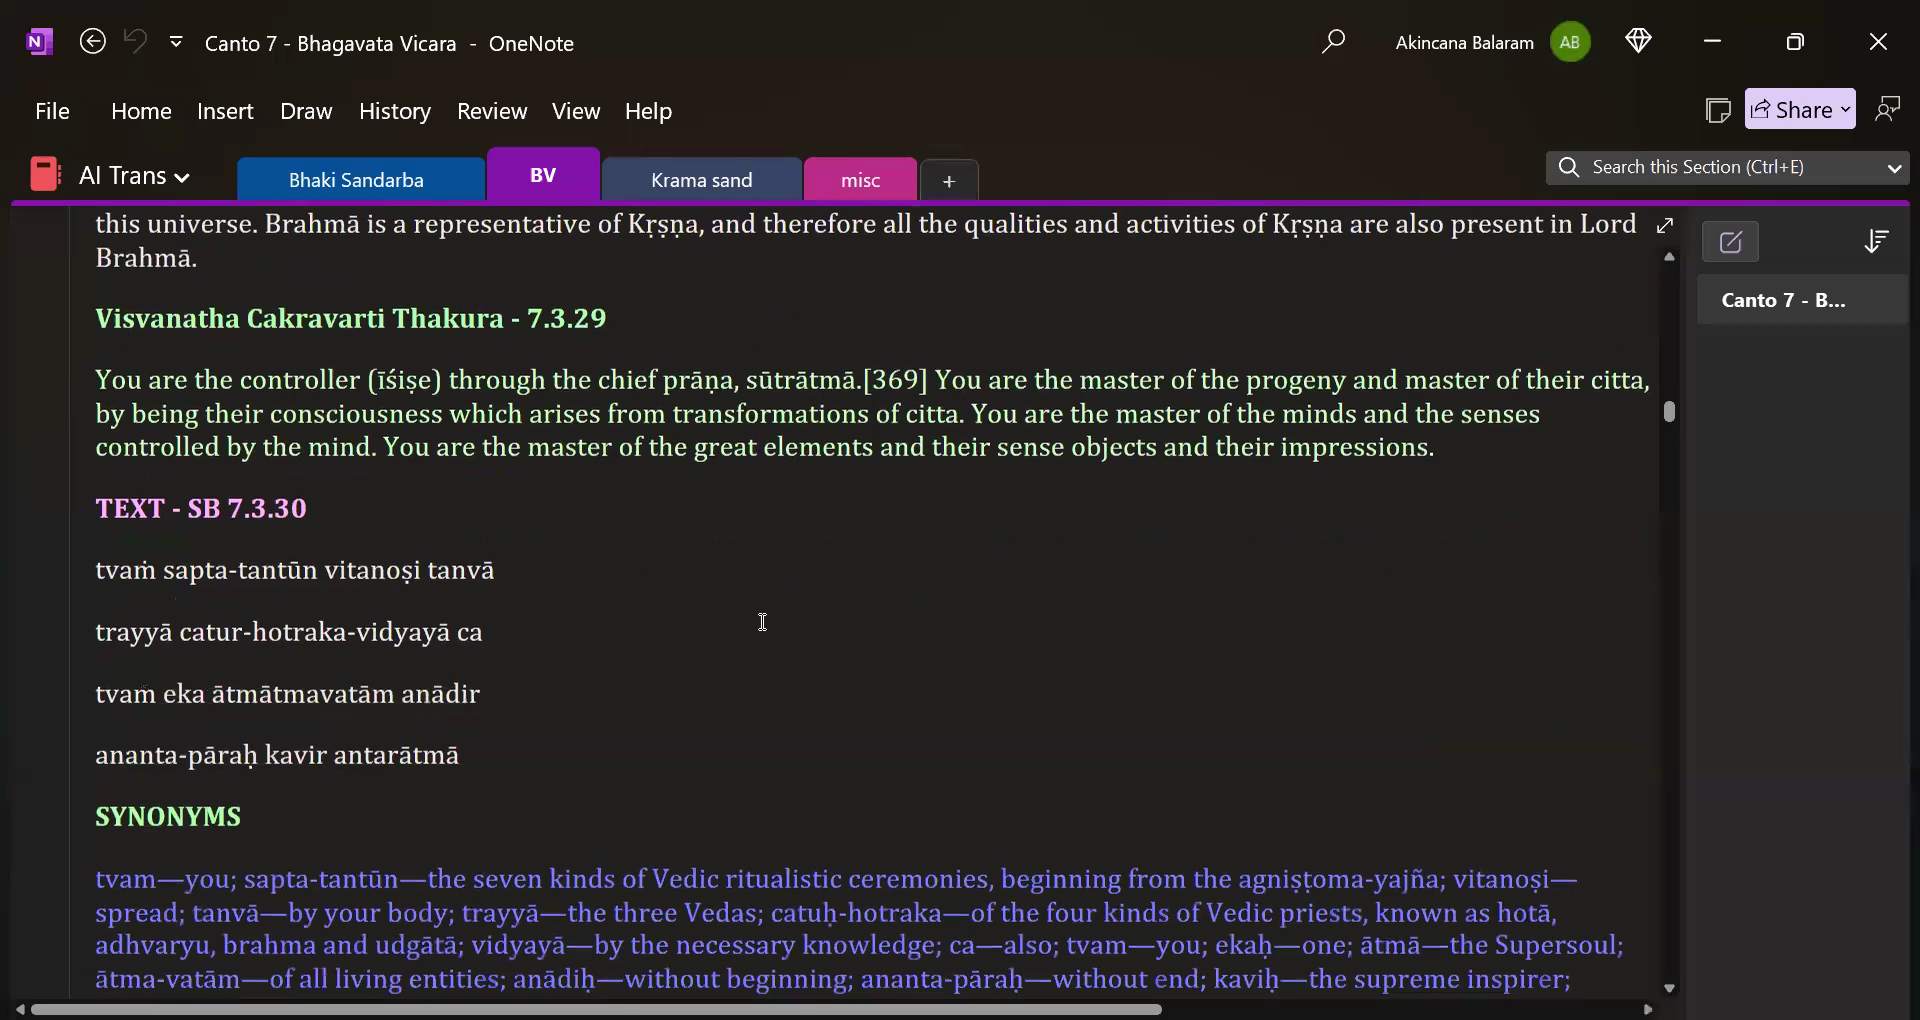 Canto 7 - Bhagavata Vicara - OneNote
Akincana Balaram AB
File Home Insert Draw History Review View Help
Share
AI Trans
Bhaki Sandarba BV Krama sand misc +
Search this Section (Ctrl+E)
Canto 7 - B...
this universe. Brahmā is a representative of Kṛṣṇa, and therefore all the qualities and activities of Kṛṣṇa are also present in Lord
Brahmā.
Visvanatha Cakravarti Thakura - 7.3.29
You are the controller (īśiṣe) through the chief prāṇa, sūtrātmā.[369] You are the master of the progeny and master of their citta,
by being their consciousness which arises from transformations of citta. You are the master of the minds and the senses
controlled by the mind. You are the master of the great elements and their sense objects and their impressions.
TEXT - SB 7.3.30
tvaṁ sapta-tantūn vitanoṣi tanvā
trayyā catur-hotraka-vidyayā ca
tvam eka ātmātmavatām anādir
ananta-pāraḥ kavir antarātmā
SYNONYMS
tvam—you; sapta-tantūn—the seven kinds of Vedic ritualistic ceremonies, beginning from the agniṣṭoma-yajña; vitanoṣi—
spread; tanvā—by your body; trayyā—the three Vedas; catuḥ-hotraka—of the four kinds of Vedic priests, known as hotā,
adhvaryu, brahma and udgātā; vidyayā—by the necessary knowledge; ca—also; tvam—you; ekaḥ—one; ātmā—the Supersoul;
ātma-vatām—of all living entities; anādiḥ—without beginning; ananta-pāraḥ—without end; kaviḥ—the supreme inspirer;